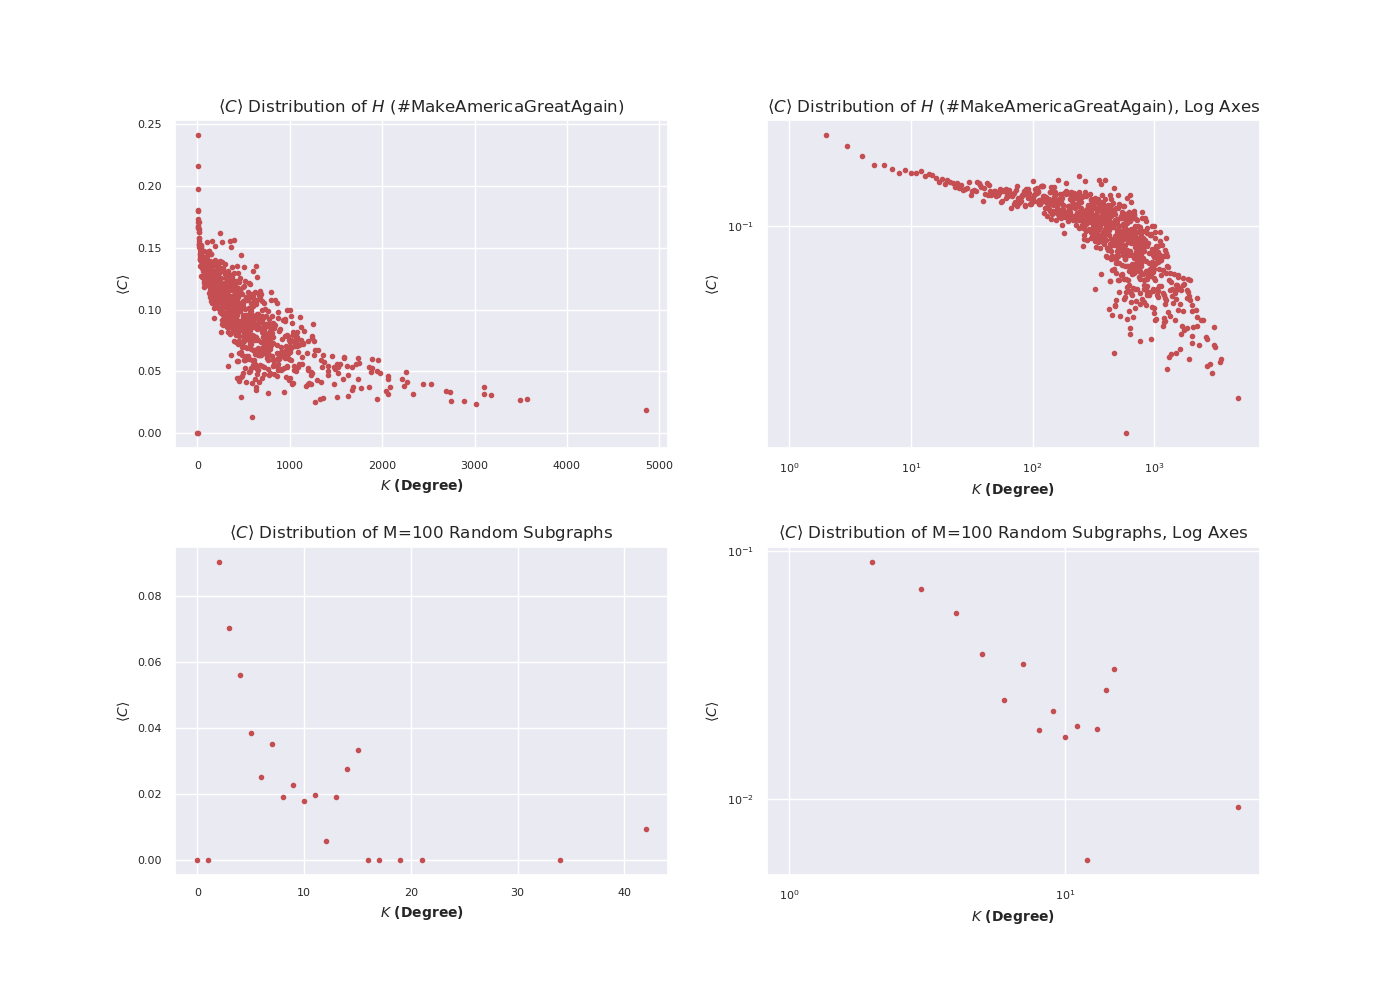 ⟨C⟩ Distribution of H (#MakeAmericaGreatAgain)
0.25
0.20
0.15
0.10
0.05
0.00
⟨C⟩
0
1000
2000
3000
4000
5000
K (Degree)
⟨C⟩ Distribution of H (#MakeAmericaGreatAgain), Log Axes
10⁻¹
⟨C⟩
10⁰
10¹
10²
10³
K (Degree)
⟨C⟩ Distribution of M=100 Random Subgraphs
0.08
0.06
0.04
0.02
0.00
⟨C⟩
0
10
20
30
40
K (Degree)
⟨C⟩ Distribution of M=100 Random Subgraphs, Log Axes
10⁻¹
10⁻²
⟨C⟩
10⁰
10¹
K (Degree)